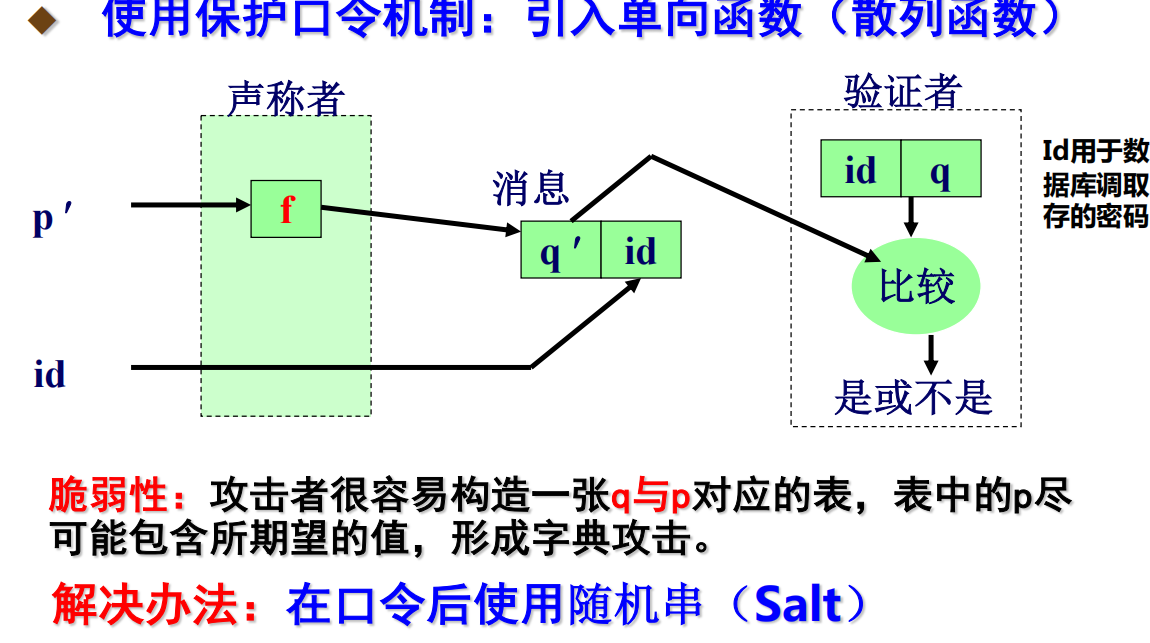 使用保护口令机制：引入单向函数（散列函数）
声称者
验证者
p′
f
消息
q′
id
id
q
Id用于数
据库调取
存的密码
id
比较
是或不是
脆弱性：攻击者很容易构造一张q与p对应的表，表中的p尽
可能包含所期望的值，形成字典攻击。
解决办法：在口令后使用随机串（Salt）